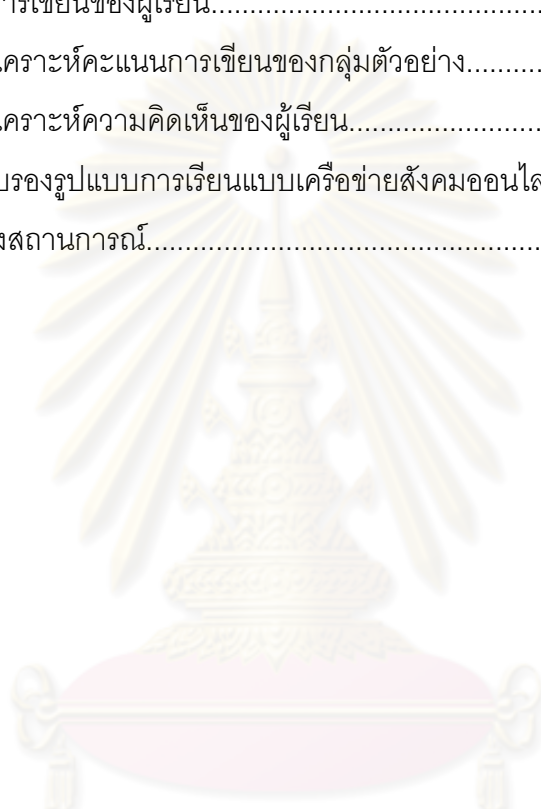 การเขียนของผู้เรียน.......................................
เคราะห์คะแนนการเขียนของกลุ่มตัวอย่าง..........
เคราะห์ความคิดเห็นของผู้เรียน.......................
บรองรูปแบบการเรียนแบบเครือข่ายสังคมออนไล
งสถานการณ์...............................................